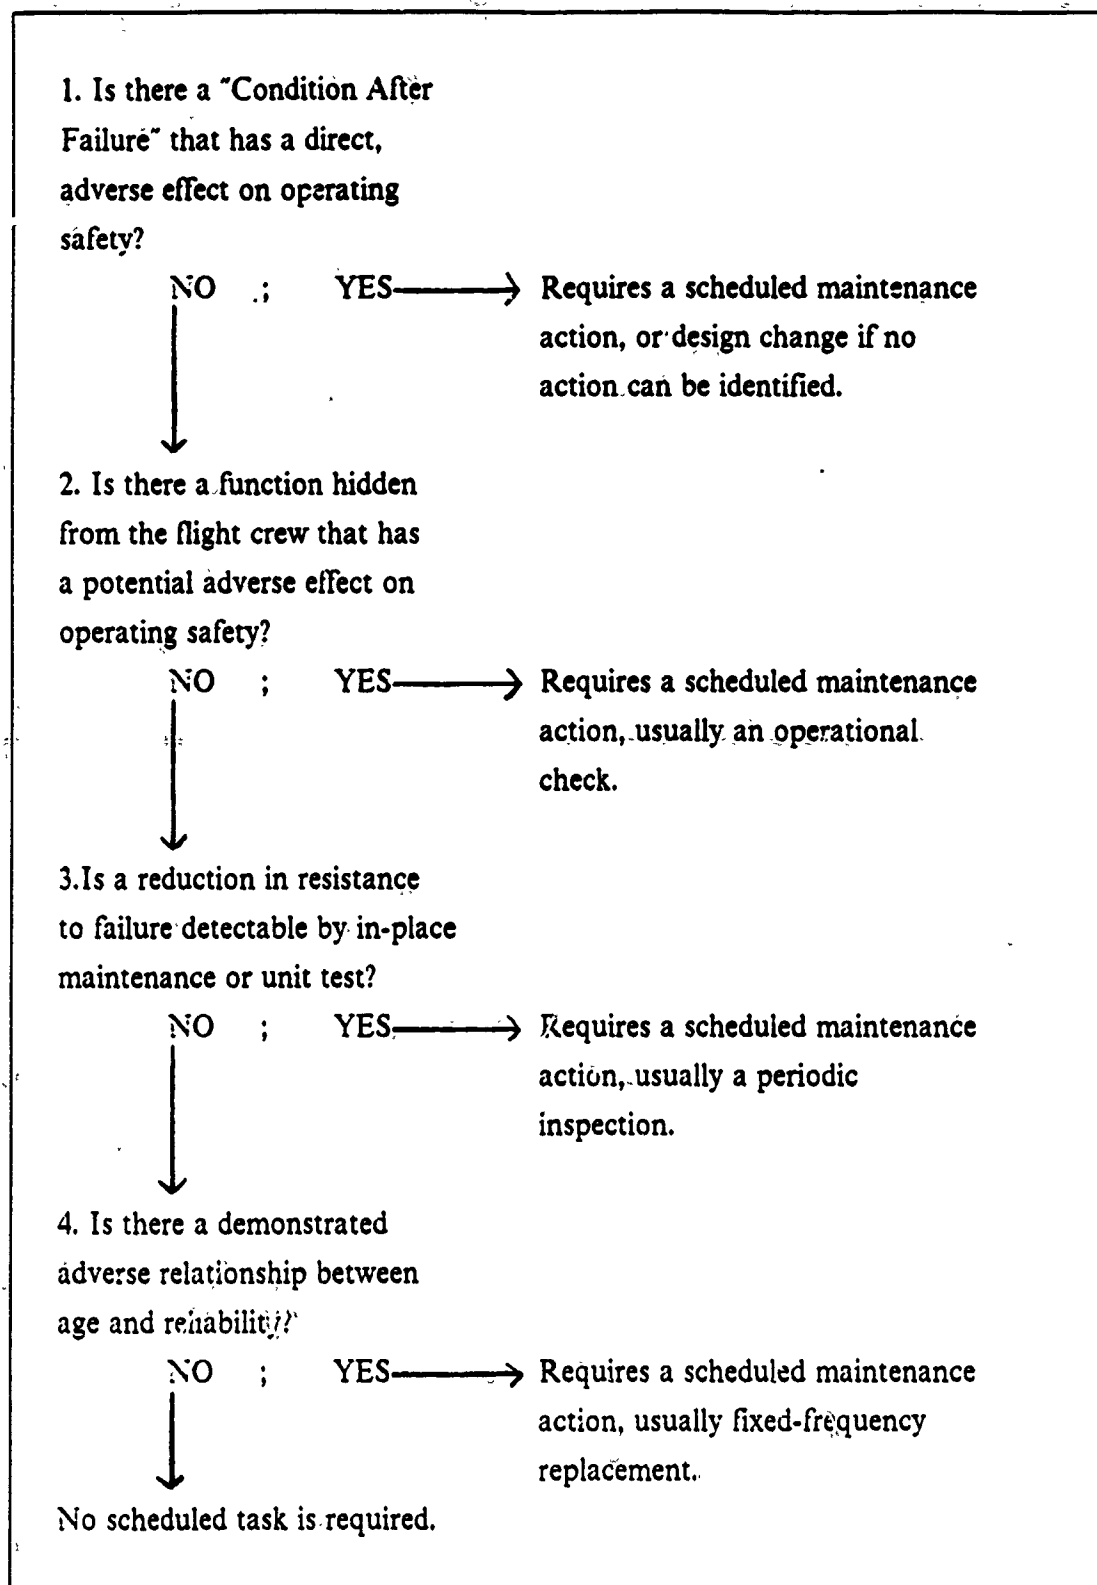 1. Is there a "Condition After
Failure" that has a direct,
adverse effect on operating
safety?
NO ; YES Requires a scheduled maintenance
action, or design change if no
action can be identified.
2. Is there a function hidden
from the flight crew that has
a potential adverse effect on
operating safety?
NO ; YES Requires a scheduled maintenance
action, usually an operational
check.
3.Is a reduction in resistance
to failure detectable by in-place
maintenance or unit test?
NO ; YES Requires a scheduled maintenance
action, usually a periodic
inspection.
4. Is there a demonstrated
adverse relationship between
age and reliability?
NO ; YES Requires a scheduled maintenance
action, usually fixed-frequency
replacement.
No scheduled task is required.